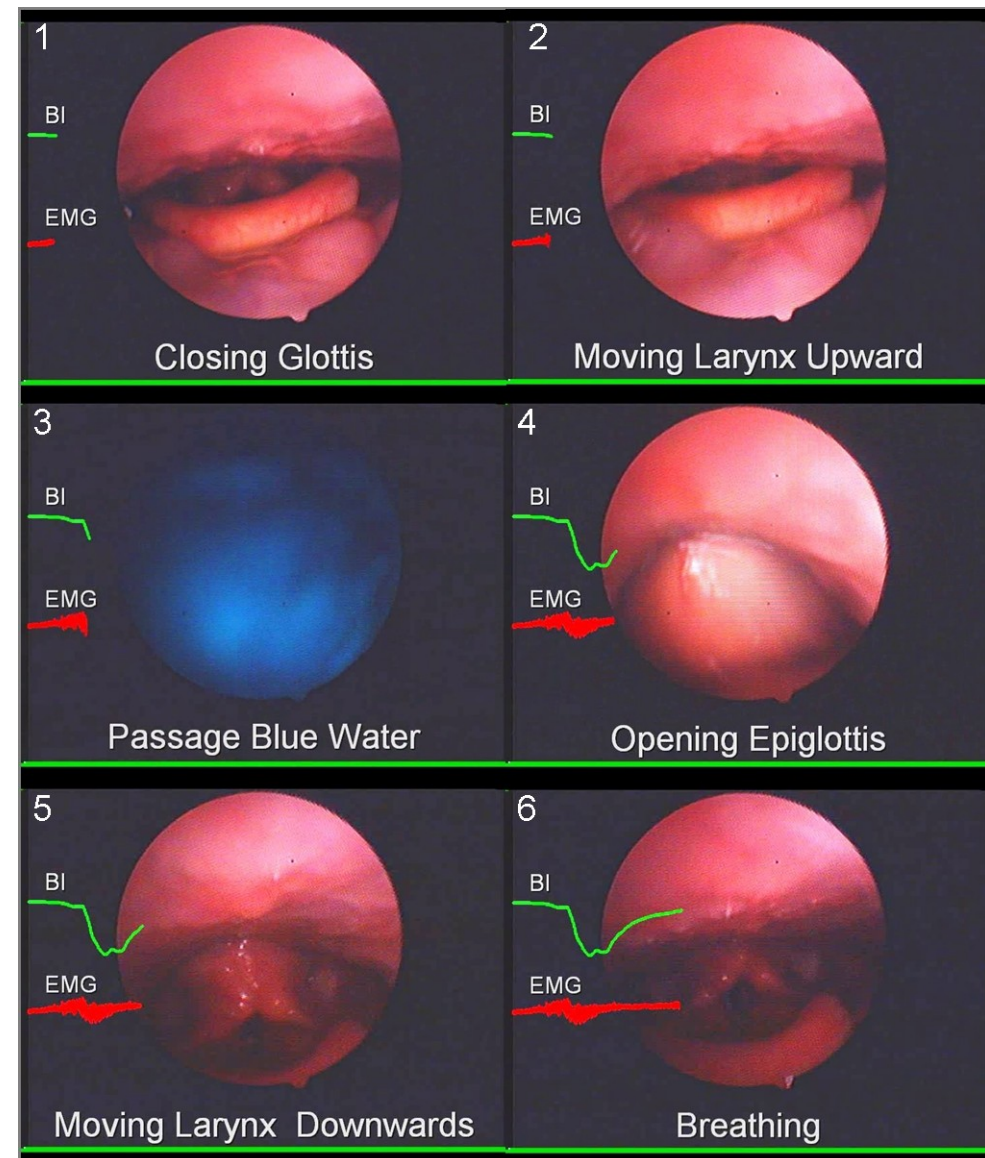 1
BI
EMG
Closing Glottis
2
BI
EMG
Moving Larynx Upward
3
BI
EMG
Passage Blue Water
4
BI
EMG
Opening Epiglottis
5
BI
EMG
Moving Larynx Downwards
6
BI
EMG
Breathing